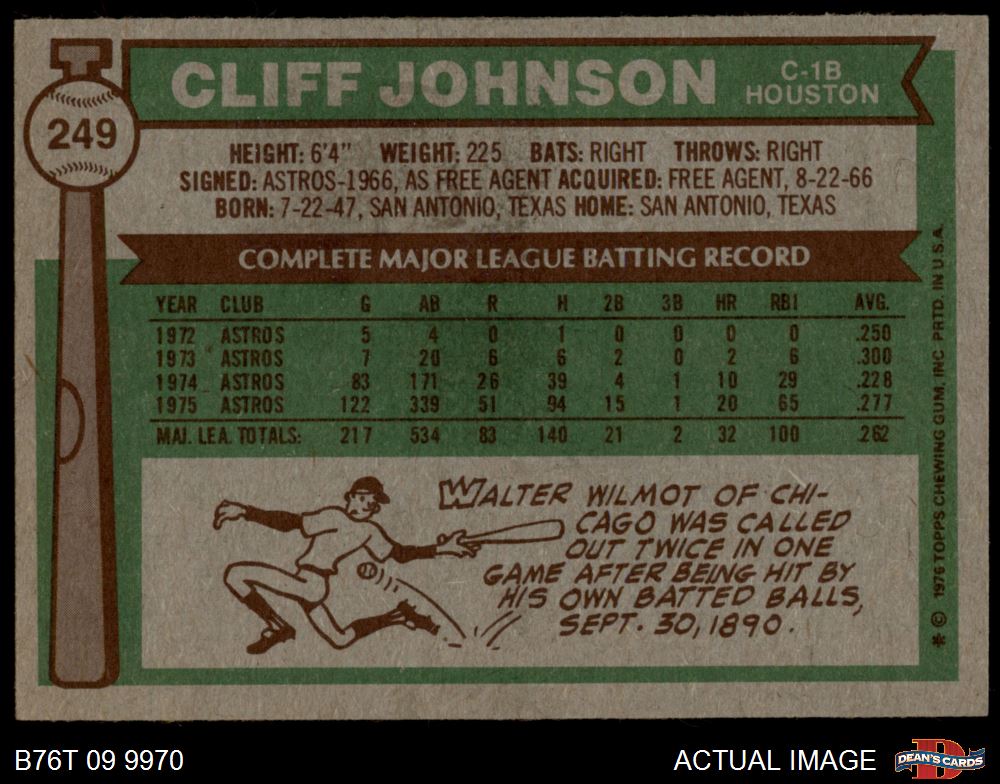 CLIFF JOHNSON
C-1B
HOUSTON
249
HEIGHT: 6'4" WEIGHT: 225 BATS: RIGHT THROWS: RIGHT
SIGNED: ASTROS-1966, AS FREE AGENT ACQUIRED: FREE AGENT, 8-22-66
BORN: 7-22-47, SAN ANTONIO, TEXAS HOME: SAN ANTONIO, TEXAS
COMPLETE MAJOR LEAGUE BATTING RECORD
YEAR CLUB G AB R H 2B 3B HR RBI AVG.
1972 ASTROS 5 4 0 1 0 0 0 0 .250
1973 ASTROS 7 20 6 6 2 0 2 6 .300
1974 ASTROS 83 171 26 39 4 1 10 29 .228
1975 ASTROS 122 339 51 94 15 1 20 65 .277
MAJ. LEA. TOTALS: 217 534 83 140 21 2 32 100 .262
WALTER WILMOT OF CHI-
CAGO WAS CALLED
OUT TWICE IN ONE
GAME AFTER BEING HIT BY
HIS OWN BATTED BALLS,
SEPT. 30, 1890.
* © 1976 TOPPS CHEWING GUM, INC PRTD. IN U.S.A.
B76T 09 9970
ACTUAL IMAGE
D
DEAN'S CARDS